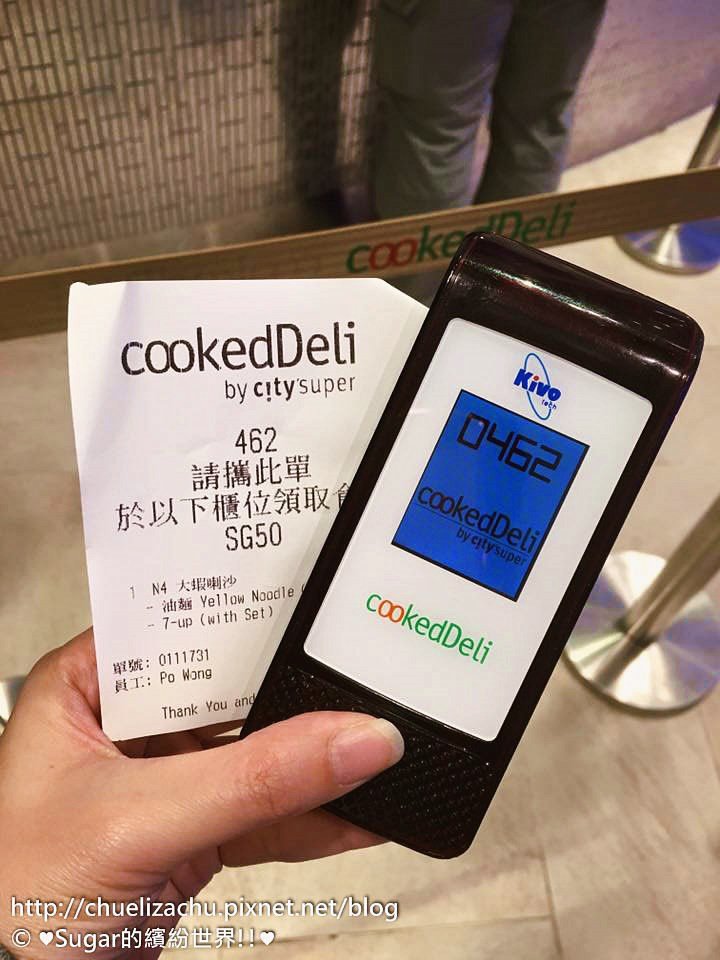 cookedDeli
cookedDeli
by c!ty'super
462
請攜此單
於以下櫃位領取
SG50
1 N4 大蝦喇沙
- 油麵 Yellow Noodle
- 7-up (with Set)
單號: 0111731
員工: Po Wong
Thank You and
Kivo
tech
0462
cookedDeli
by c!ty'super
cookedDeli
http://chuelizachu.pixnet.net/blog
© ♥Sugar的繽紛世界!!♥